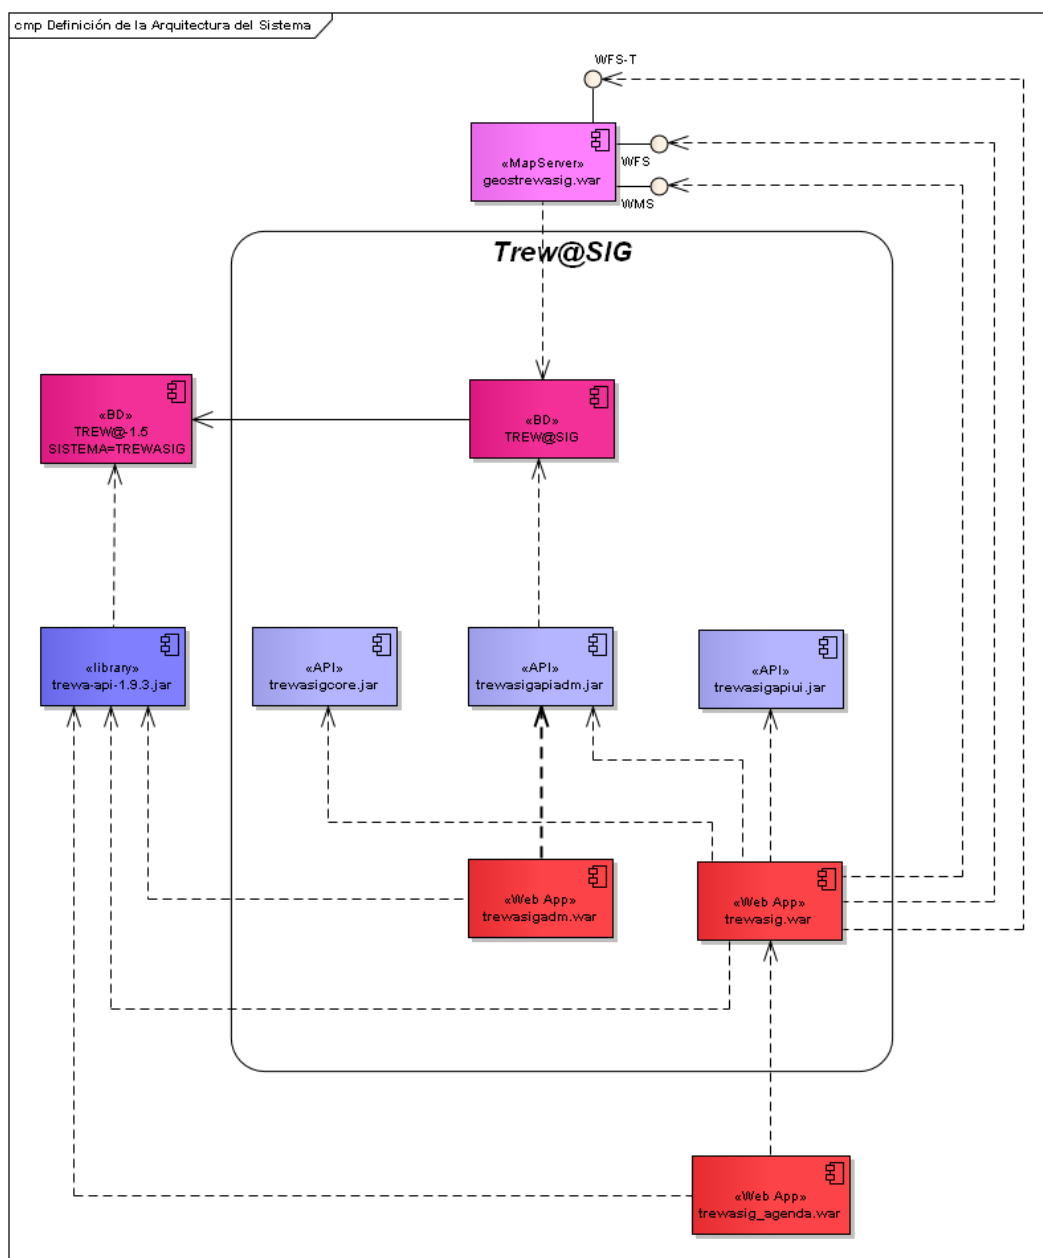 cmp Definición de la Arquitectura del Sistema
WFS-T
«MapServer»
geostrewasig.war
WFS
WMS
Trew@SIG
«BD»
TREW@-1.5
SISTEMA=TREWASIG
«BD»
TREW@SIG
«library»
trewa-api-1.9.3.jar
«API»
trewasigcore.jar
«API»
trewasigapiadm.jar
«API»
trewasigapiui.jar
«Web App»
trewasigadm.war
«Web App»
trewasig.war
«Web App»
trewasig_agenda.war